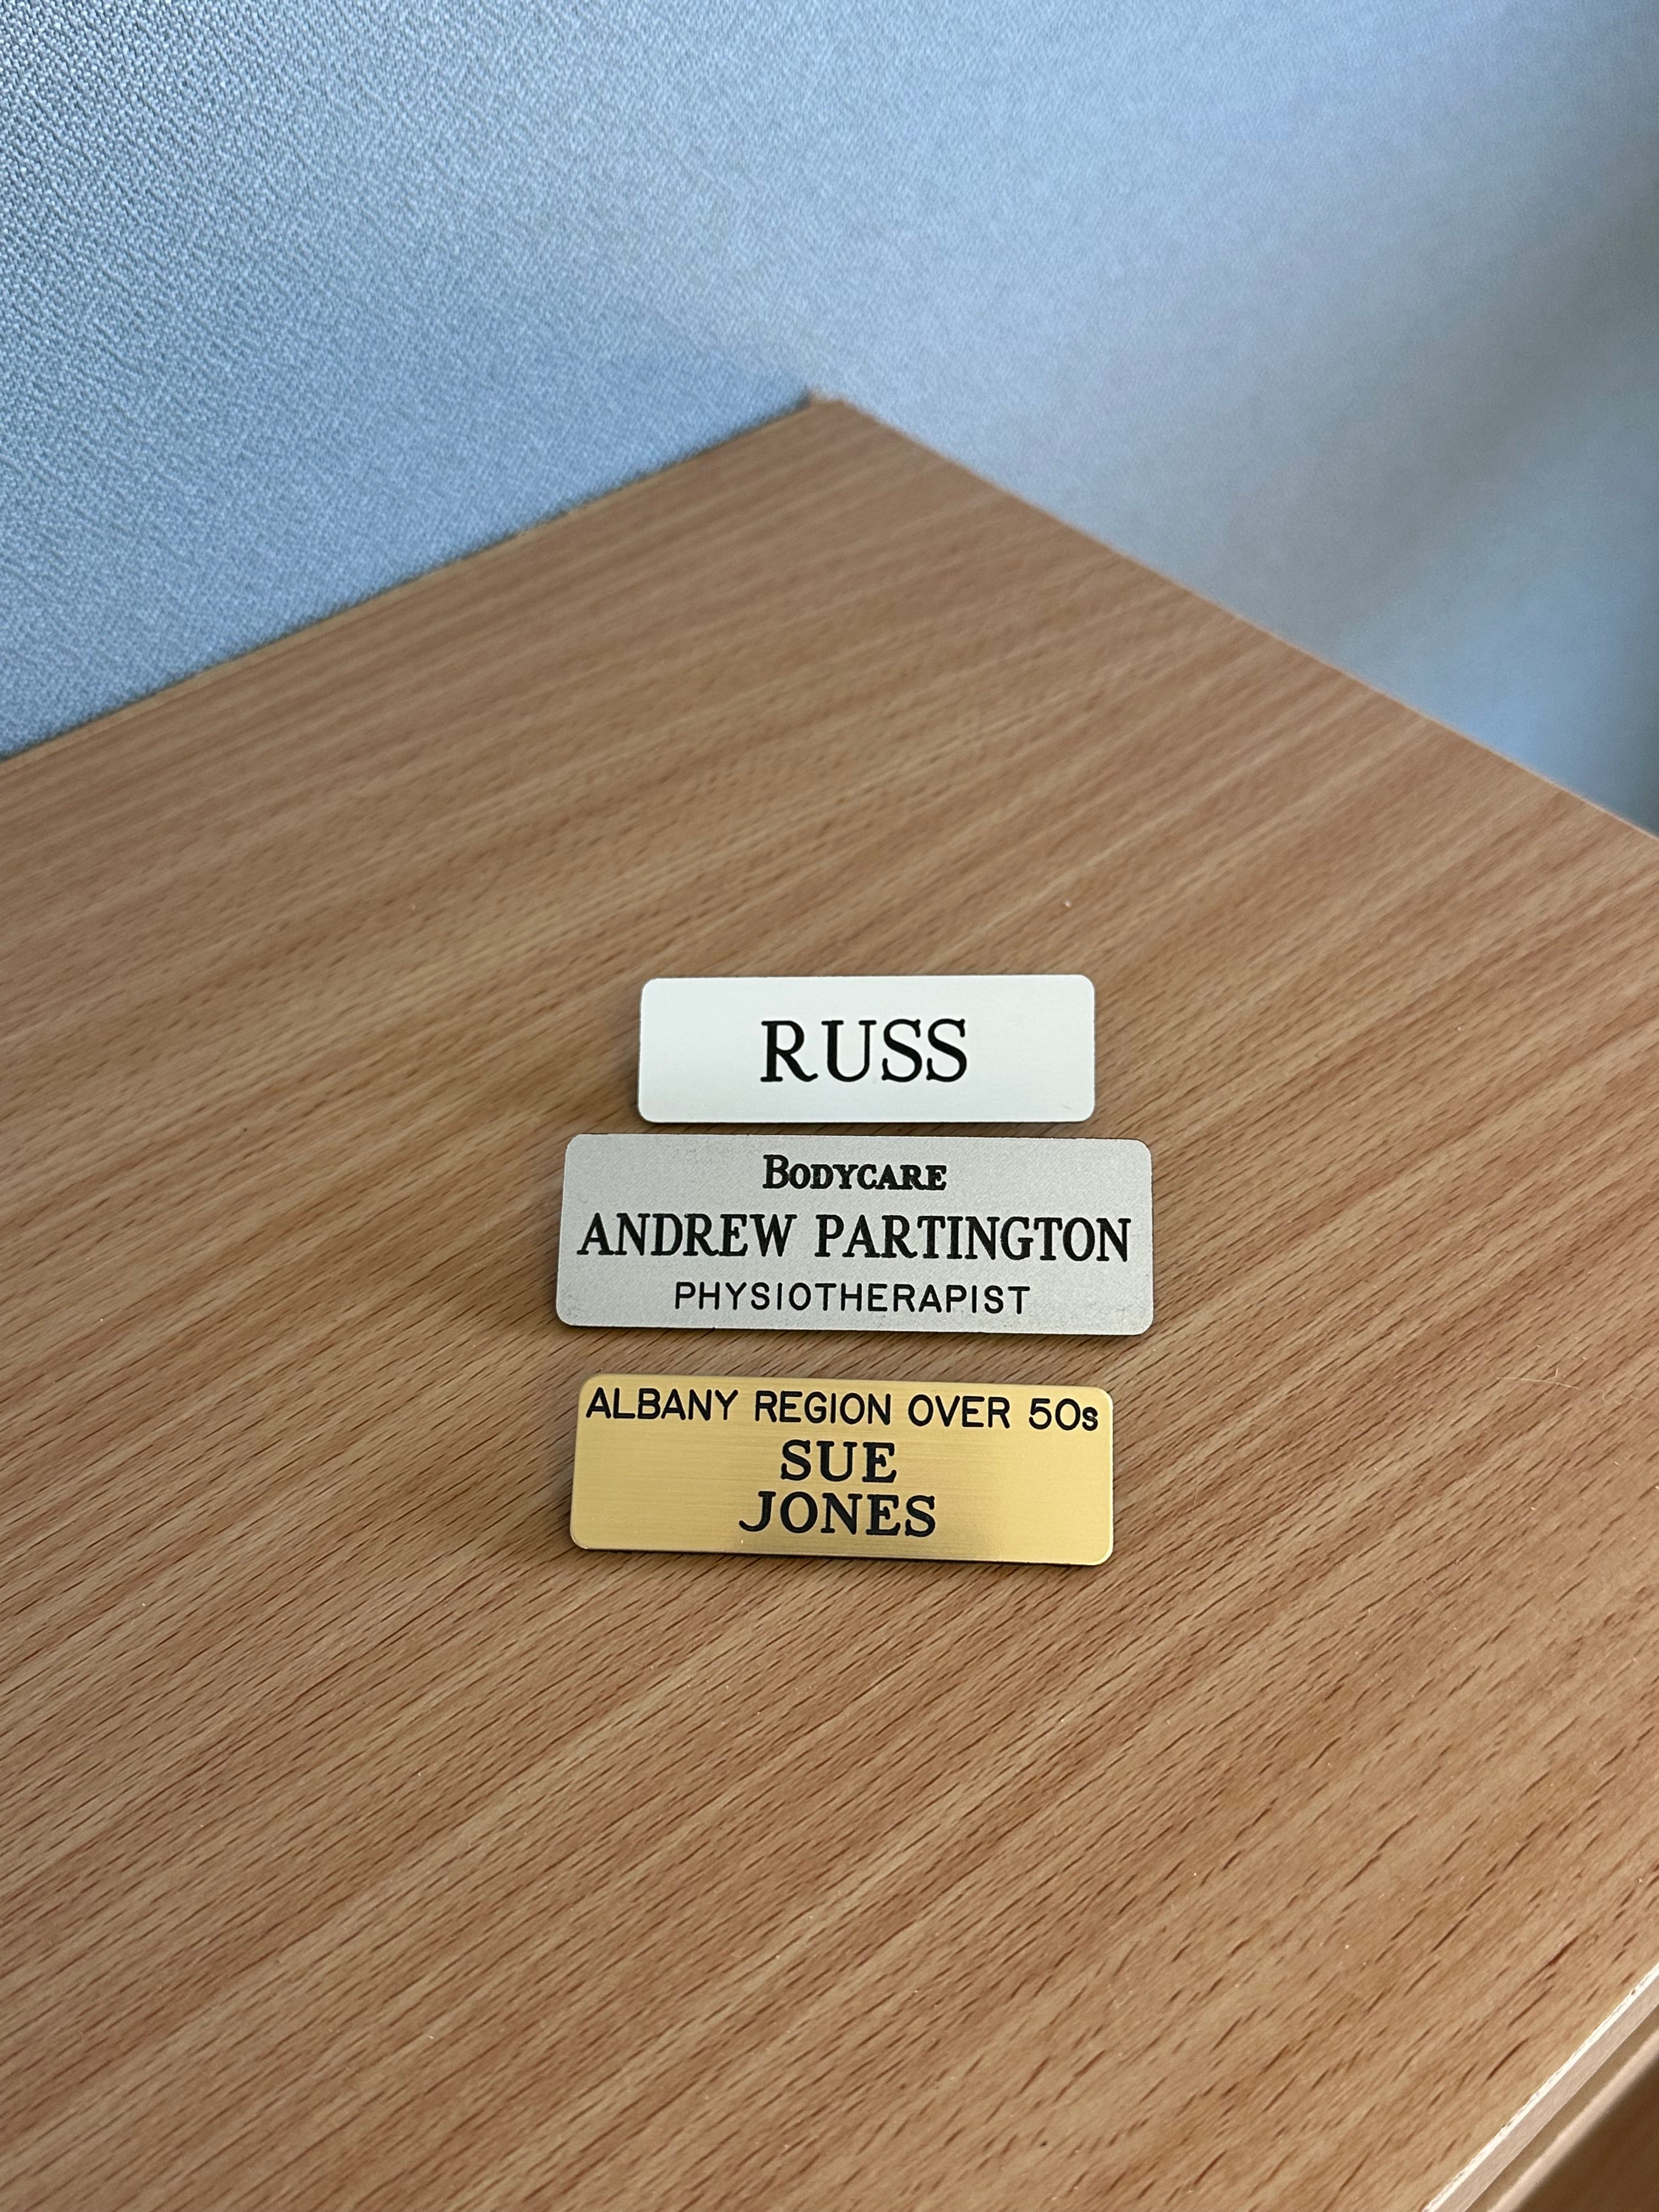 RUSS
BODYCARE
ANDREW PARTINGTON
PHYSIOTHERAPIST
ALBANY REGION OVER 50s
SUE
JONES